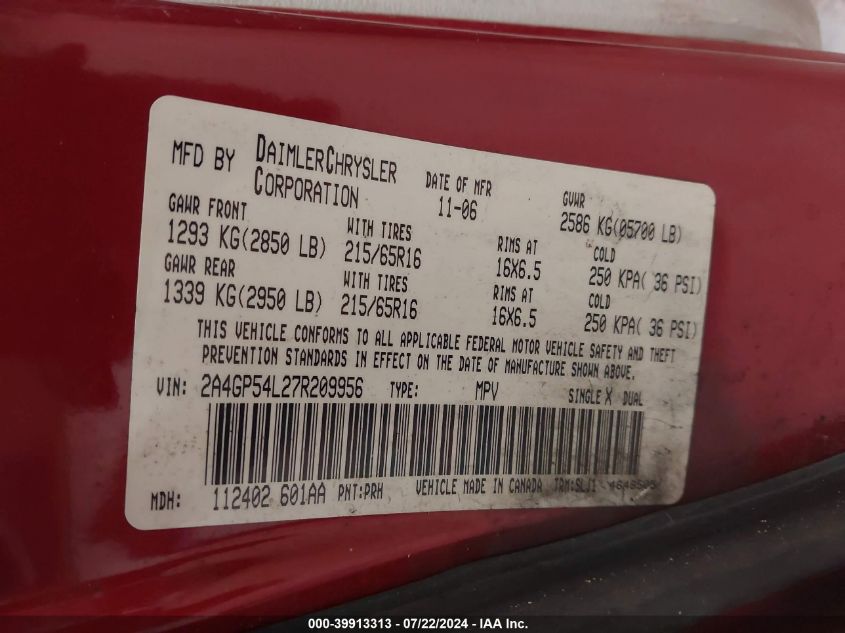 MFD BY DAIMLERCHRYSLER CORPORATION DATE OF MFR 11-06 GVWR 2586 KG(05700 LB)
GAWR FRONT WITH TIRES RIMS AT COLD
1293 KG(2850 LB) 215/65R16 16X6.5 250 KPA( 36 PSI)
GAWR REAR WITH TIRES RIMS AT COLD
1339 KG(2950 LB) 215/65R16 16X6.5 250 KPA( 36 PSI)
THIS VEHICLE CONFORMS TO ALL APPLICABLE FEDERAL MOTOR VEHICLE SAFETY AND THEFT
PREVENTION STANDARDS IN EFFECT ON THE DATE OF MANUFACTURE SHOWN ABOVE.
VIN: 2A4GP54L27R209956 TYPE: MPV SINGLE X DUAL
MDH: 112402 601AA PNT:PRH VEHICLE MADE IN CANADA TRM:SLJ1
000-39913313 - 07/22/2024 - IAA Inc.